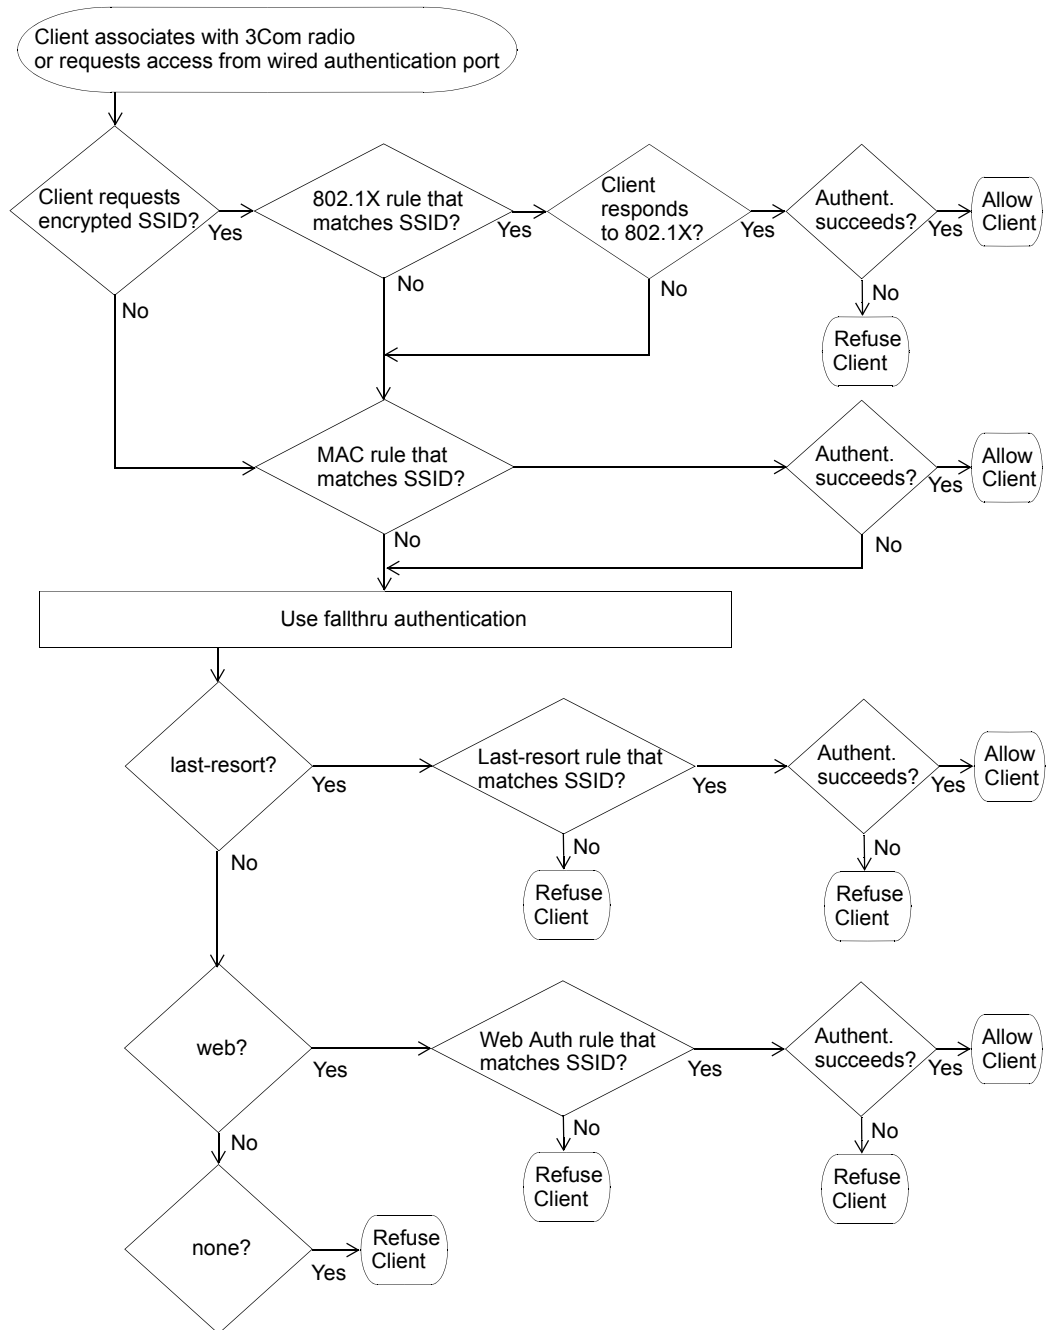 Client associates with 3Com radio
or requests access from wired authentication port
Client requests
encrypted SSID?
Yes
802.1X rule that
matches SSID?
Yes
Client
responds
to 802.1X?
Yes
Authent.
succeeds?
Yes
Allow
Client
No
No
No
No
Refuse
Client
MAC rule that
matches SSID?
Authent.
succeeds?
Yes
Allow
Client
No
No
Use fallthru authentication
last-resort?
Yes
Last-resort rule that
matches SSID?
Yes
Authent.
succeeds?
Yes
Allow
Client
No
No
No
Refuse
Client
Refuse
Client
web?
Yes
Web Auth rule that
matches SSID?
Yes
Authent.
succeeds?
Yes
Allow
Client
No
No
No
Refuse
Client
Refuse
Client
none?
Yes
Refuse
Client